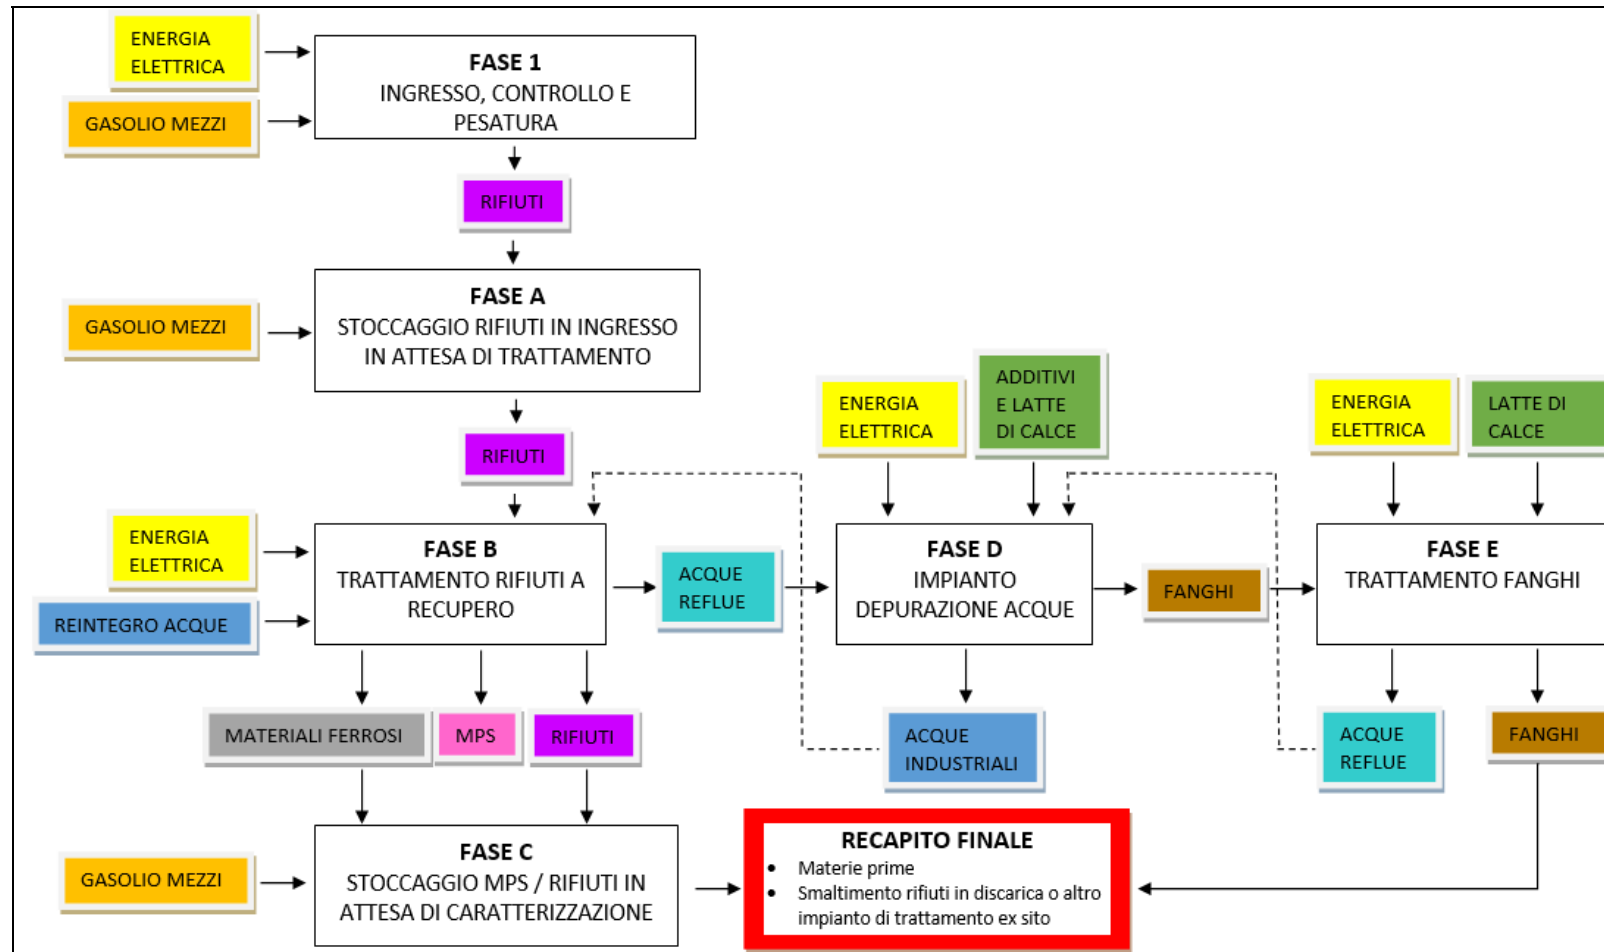 ENERGIA
ELETTRICA
FASE 1
INGRESSO, CONTROLLO E
PESATURA
GASOLIO MEZZI
RIFIUTI
FASE A
STOCCAGGIO RIFIUTI IN INGRESSO
IN ATTESA DI TRATTAMENTO
GASOLIO MEZZI
RIFIUTI
ENERGIA
ELETTRICA
ADDITIVI
E LATTE
DI CALCE
ENERGIA
ELETTRICA
LATTE DI
CALCE
ENERGIA
ELETTRICA
REINTEGRO ACQUE
FASE B
TRATTAMENTO RIFIUTI A
RECUPERO
ACQUE
REFLUE
FASE D
IMPIANTO
DEPURAZIONE ACQUE
FANGHI
FASE E
TRATTAMENTO FANGHI
MATERIALI FERROSI
MPS
RIFIUTI
ACQUE
INDUSTRIALI
ACQUE
REFLUE
FANGHI
GASOLIO MEZZI
FASE C
STOCCAGGIO MPS / RIFIUTI IN
ATTESA DI CARATTERIZZAZIONE
RECAPITO FINALE
• Materie prime
• Smaltimento rifiuti in discarica o altro
impianto di trattamento ex sito